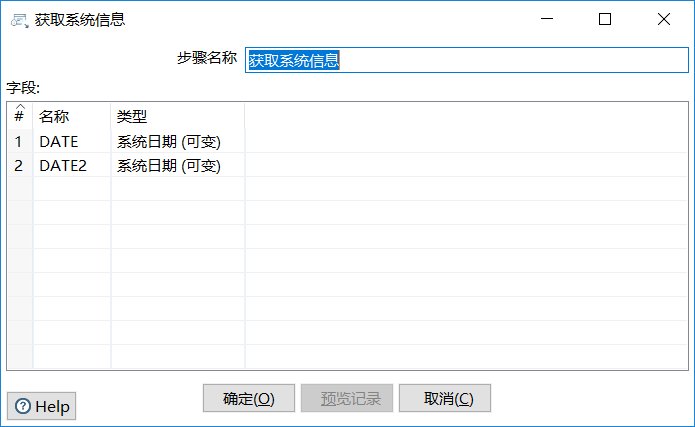 获取系统信息
步骤名称 获取系统信息
字段:
# 名称 类型
1 DATE 系统日期 (可变)
2 DATE2 系统日期 (可变)
Help 确定(O) 预览记录 取消(C)